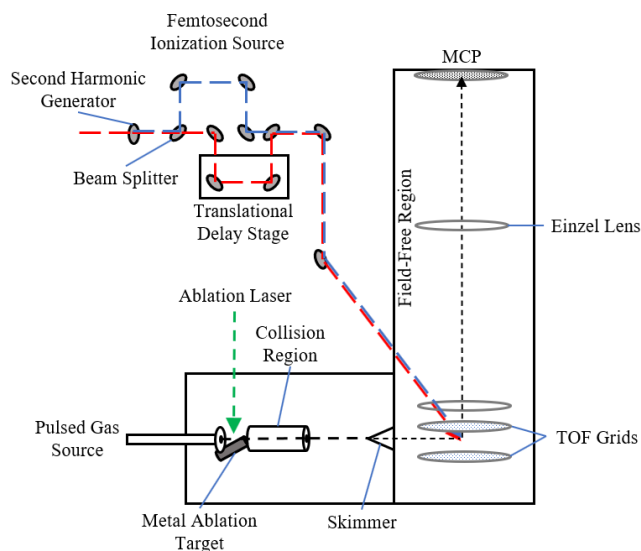 Femtosecond
Ionization Source
MCP
Second Harmonic
Generator
Beam Splitter
Translational
Delay Stage
Field-Free Region
Einzel Lens
Ablation Laser
Collision
Region
Pulsed Gas
Source
TOF Grids
Metal Ablation
Target
Skimmer